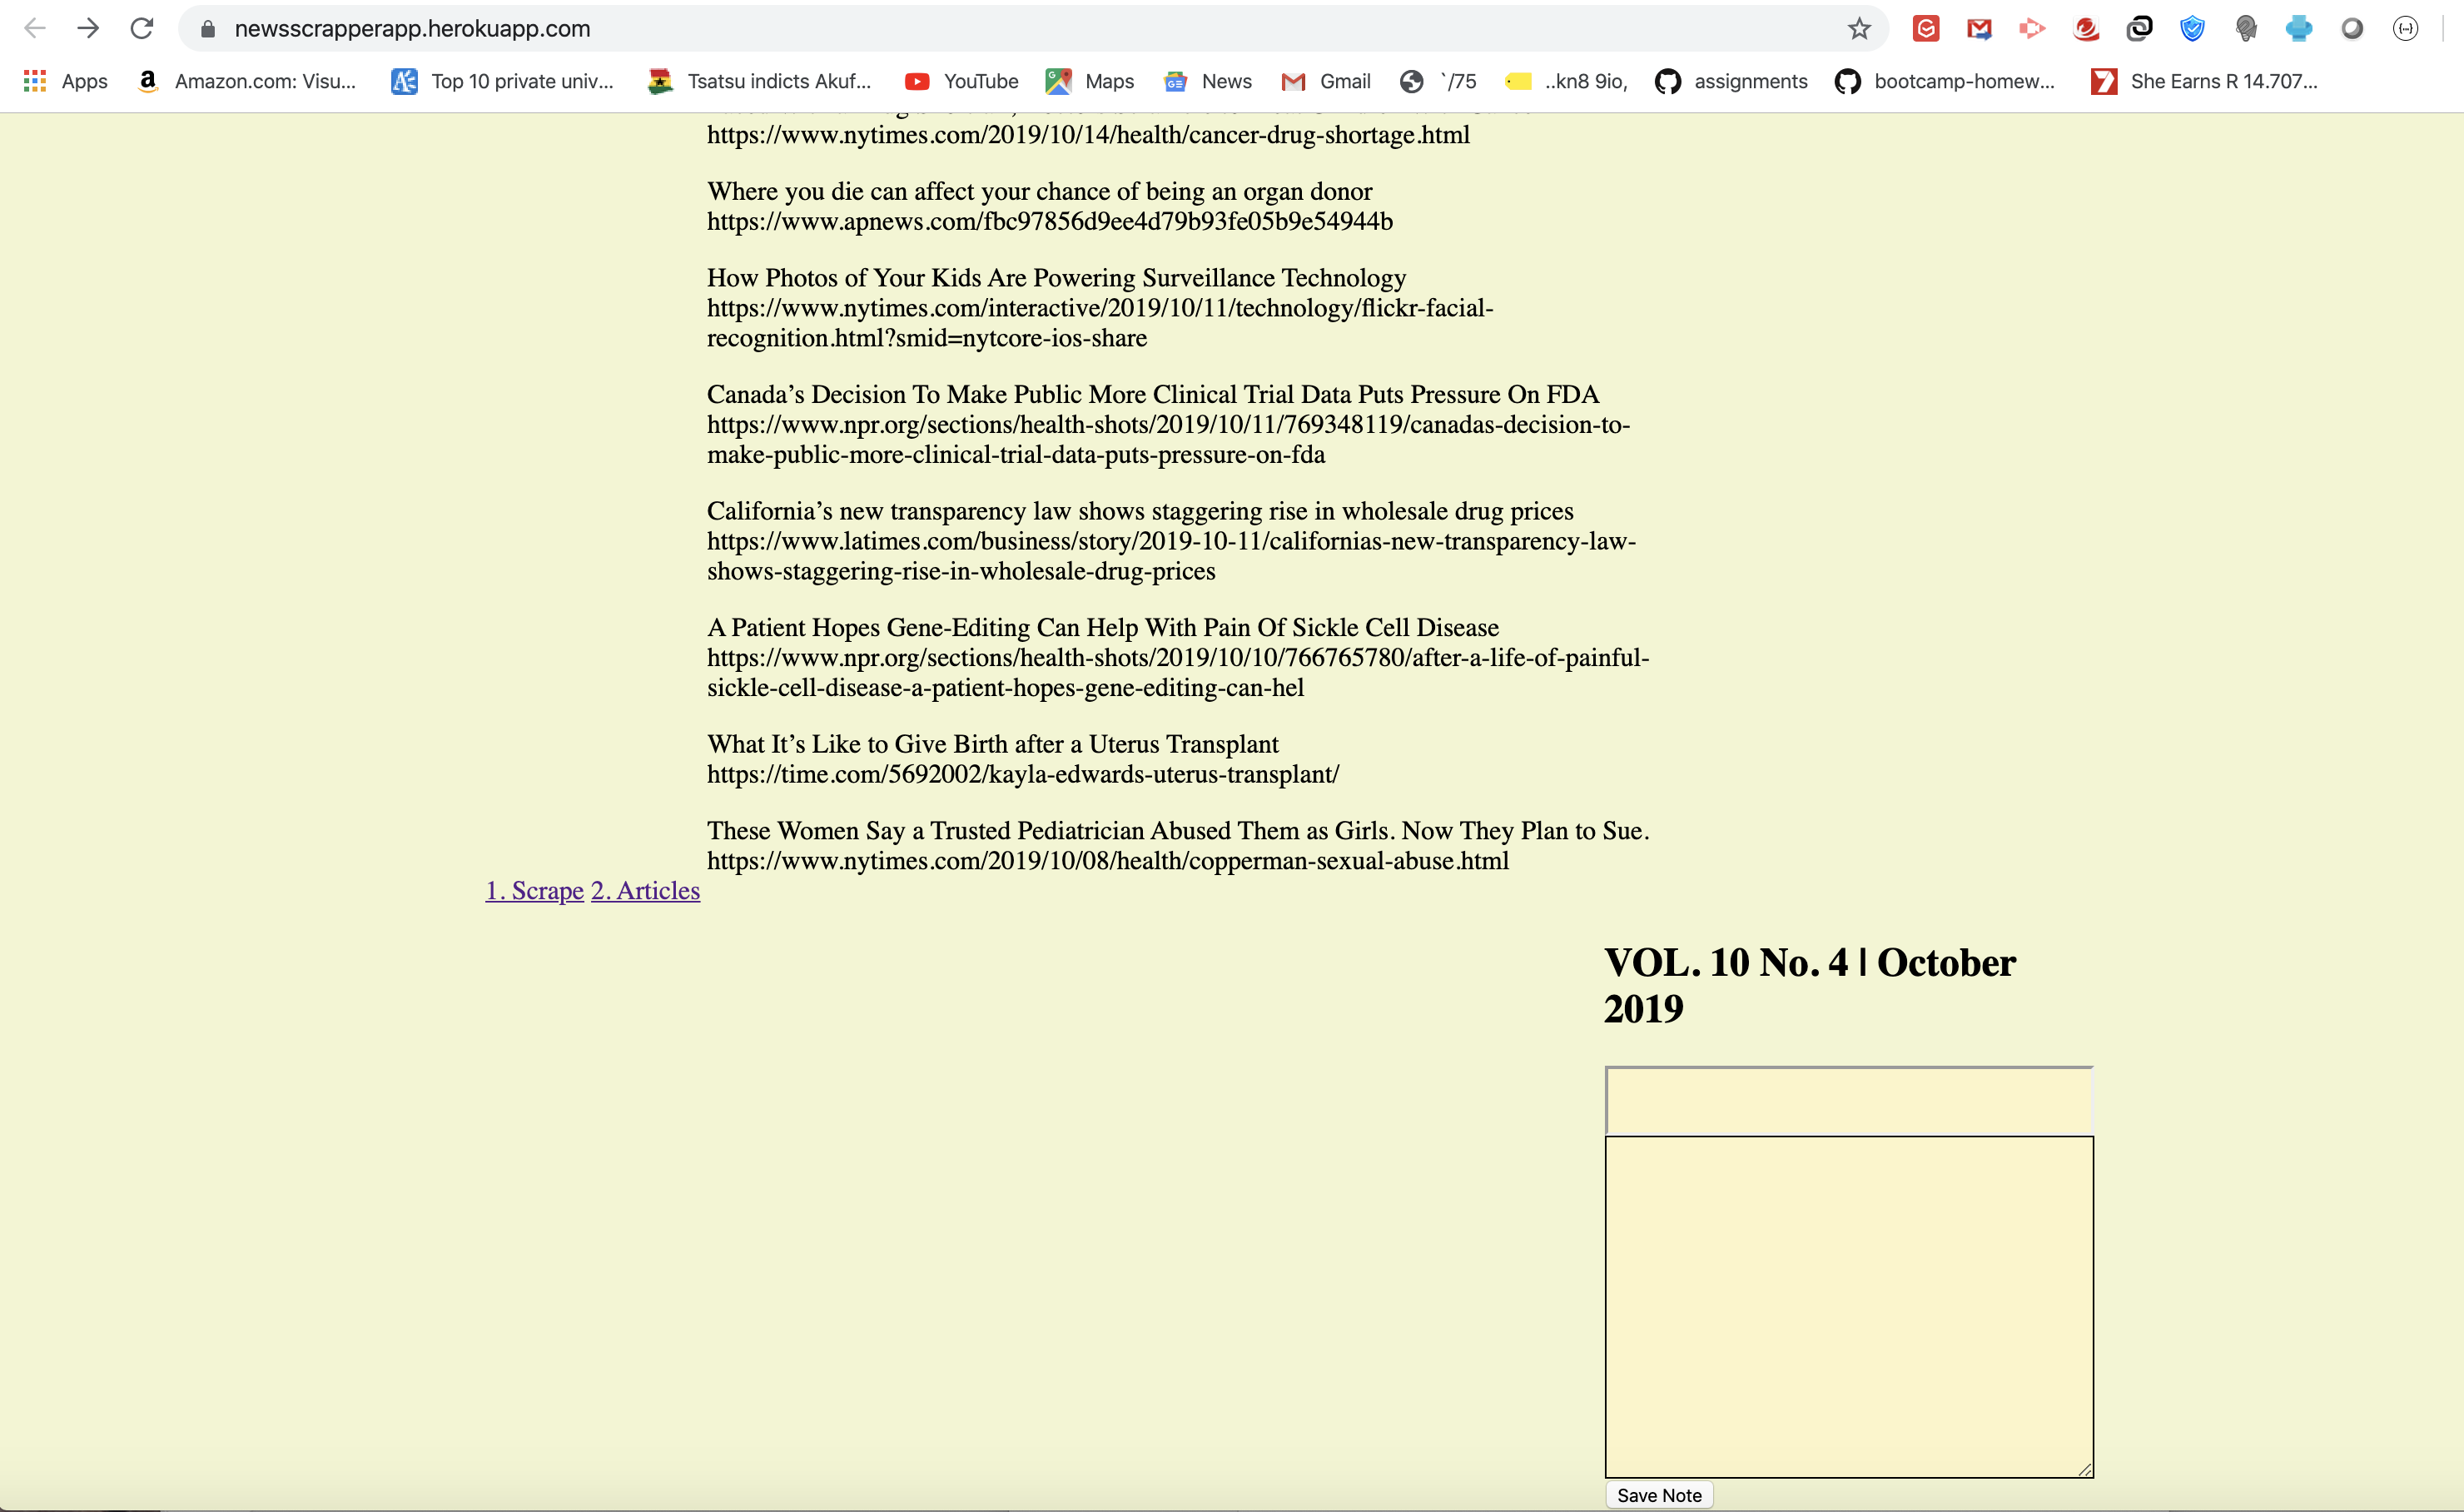 newsscrapperapp.herokuapp.com
Apps
Amazon.com: Visu...
Top 10 private univ...
Tsatsu indicts Akuf...
YouTube
Maps
News
Gmail
`/75
..kn8 9io,
assignments
bootcamp-homew...
She Earns R 14.707...
https://www.nytimes.com/2019/10/14/health/cancer-drug-shortage.html
Where you die can affect your chance of being an organ donor
https://www.apnews.com/fbc97856d9ee4d79b93fe05b9e54944b
How Photos of Your Kids Are Powering Surveillance Technology
https://www.nytimes.com/interactive/2019/10/11/technology/flickr-facial-
recognition.html?smid=nytcore-ios-share
Canada’s Decision To Make Public More Clinical Trial Data Puts Pressure On FDA
https://www.npr.org/sections/health-shots/2019/10/11/769348119/canadas-decision-to-
make-public-more-clinical-trial-data-puts-pressure-on-fda
California’s new transparency law shows staggering rise in wholesale drug prices
https://www.latimes.com/business/story/2019-10-11/californias-new-transparency-law-
shows-staggering-rise-in-wholesale-drug-prices
A Patient Hopes Gene-Editing Can Help With Pain Of Sickle Cell Disease
https://www.npr.org/sections/health-shots/2019/10/10/766765780/after-a-life-of-painful-
sickle-cell-disease-a-patient-hopes-gene-editing-can-hel
What It’s Like to Give Birth after a Uterus Transplant
https://time.com/5692002/kayla-edwards-uterus-transplant/
These Women Say a Trusted Pediatrician Abused Them as Girls. Now They Plan to Sue.
https://www.nytimes.com/2019/10/08/health/copperman-sexual-abuse.html
1. Scrape 2. Articles
VOL. 10 No. 4 | October
2019
Save Note